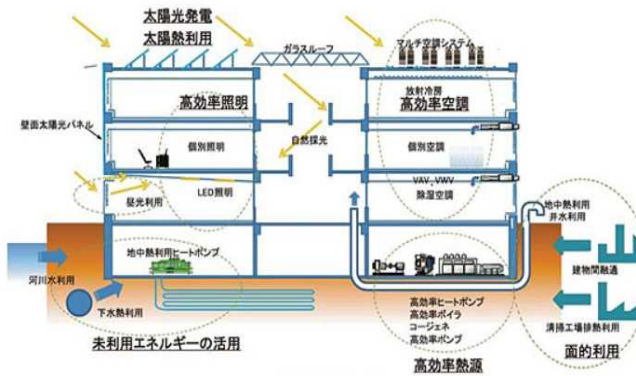 太陽光発電
太陽熱利用
ガラスルーフ
マルチ空調システム
放射冷房
高効率照明
高効率空調
壁面太陽光パネル
個別照明
自然採光
個別空調
LED照明
VAV、VWV
除湿空調
昼光利用
地中熱利用
井水利用
地中熱利用ヒートポンプ
河川水利用
建物間融通
下水熱利用
高効率ヒートポンプ
高効率ボイラ
コージェネ
高効率ポンプ
清掃工場排熱利用
未利用エネルギーの活用
高効率熱源
面的利用